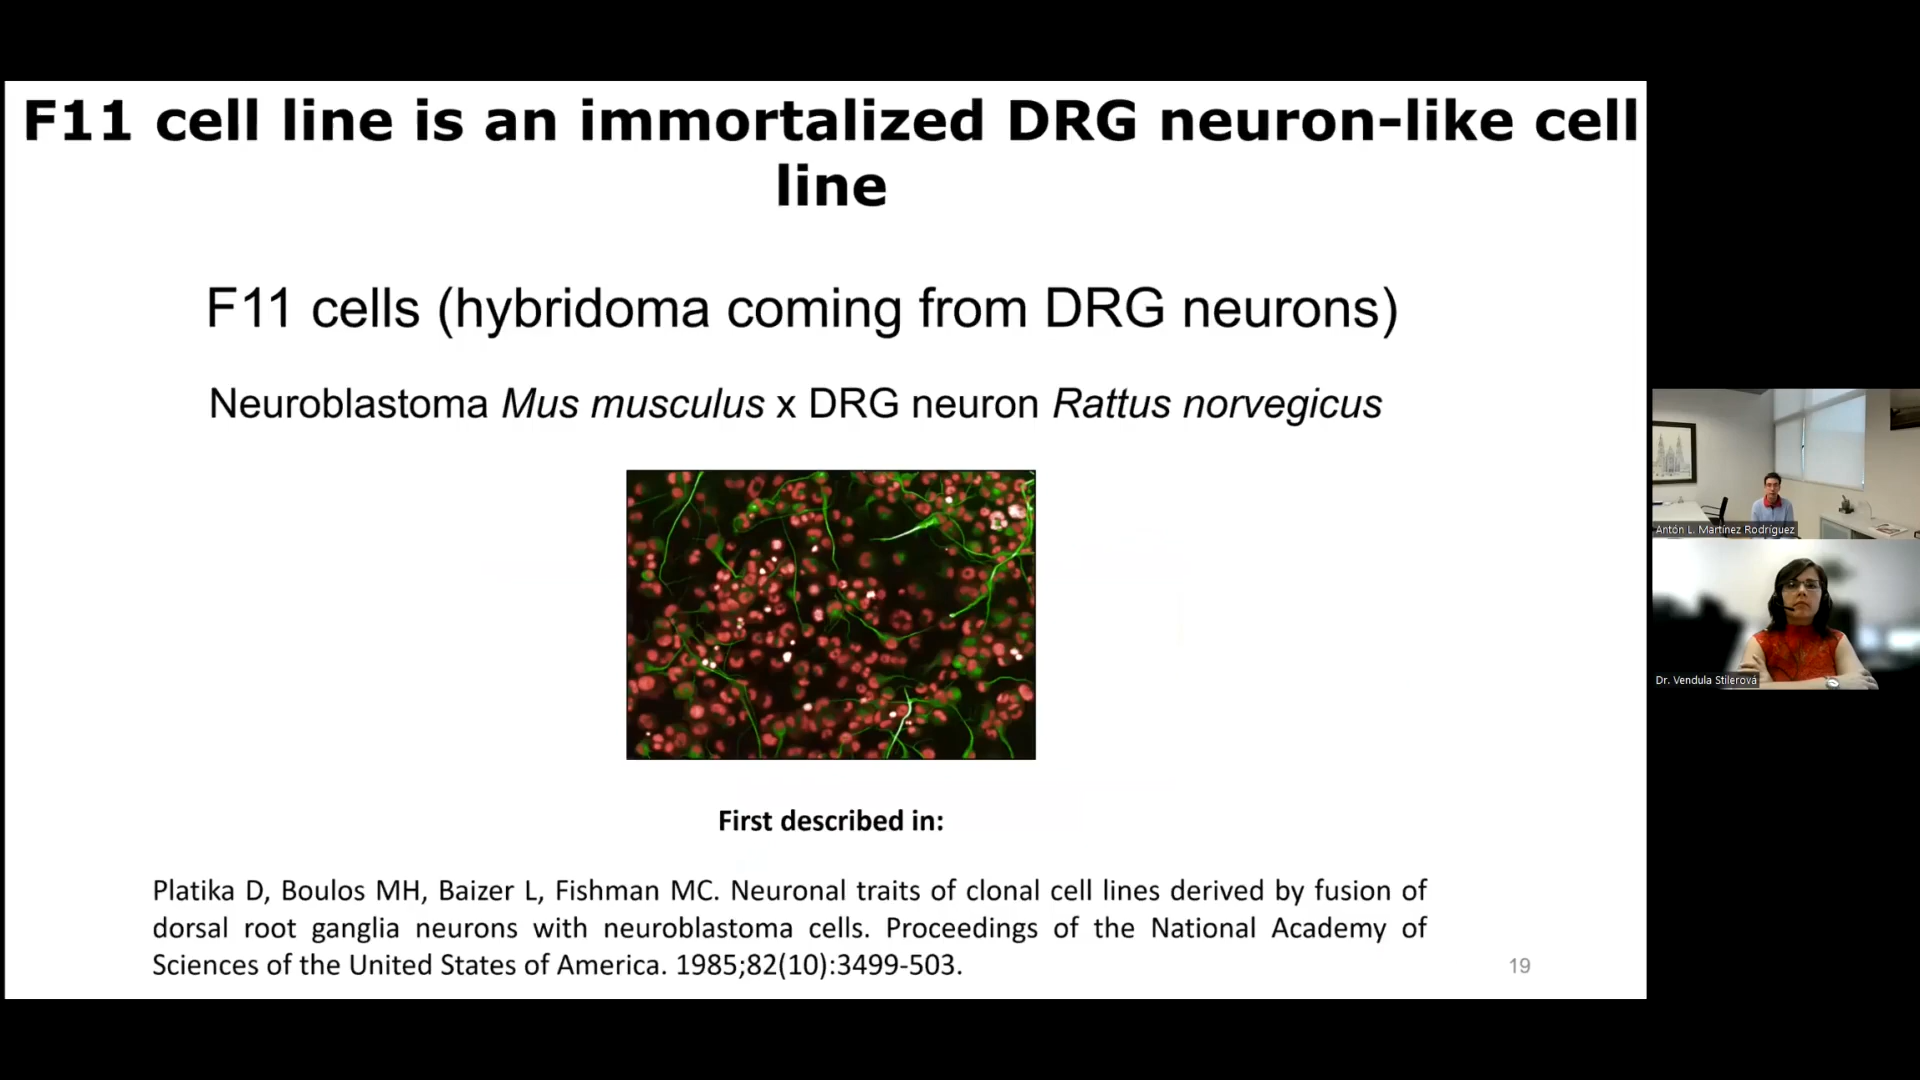 F11 cell line is an immortalized DRG neuron-like cell
line
F11 cells (hybridoma coming from DRG neurons)
Neuroblastoma Mus musculus x DRG neuron Rattus norvegicus
First described in:
Platika D, Boulos MH, Baizer L, Fishman MC. Neuronal traits of clonal cell lines derived by fusion of
dorsal root ganglia neurons with neuroblastoma cells. Proceedings of the National Academy of
Sciences of the United States of America. 1985;82(10):3499-503.
19
Antón L. Martínez Rodríguez
Dr. Vendula Stilerová